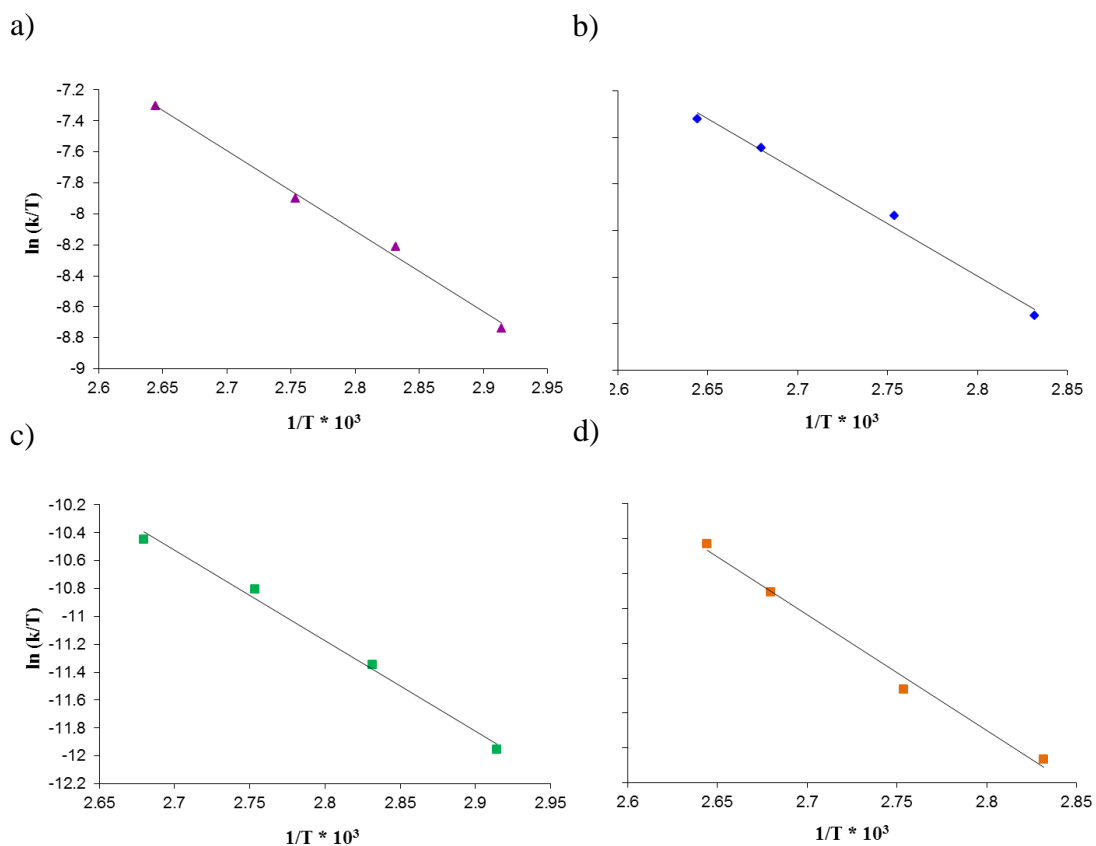 a)
-7.2
-7.4
-7.6
-7.8
-8
-8.2
-8.4
-8.6
-8.8
-9
ln (k/T)
2.6 2.65 2.7 2.75 2.8 2.85 2.9 2.95
1/T * 10³
b)
2.6 2.65 2.7 2.75 2.8 2.85
1/T * 10³
c)
-10.2
-10.4
-10.6
-10.8
-11
-11.2
-11.4
-11.6
-11.8
-12
-12.2
ln (k/T)
2.65 2.7 2.75 2.8 2.85 2.9 2.95
1/T * 10³
d)
2.6 2.65 2.7 2.75 2.8 2.85
1/T * 10³